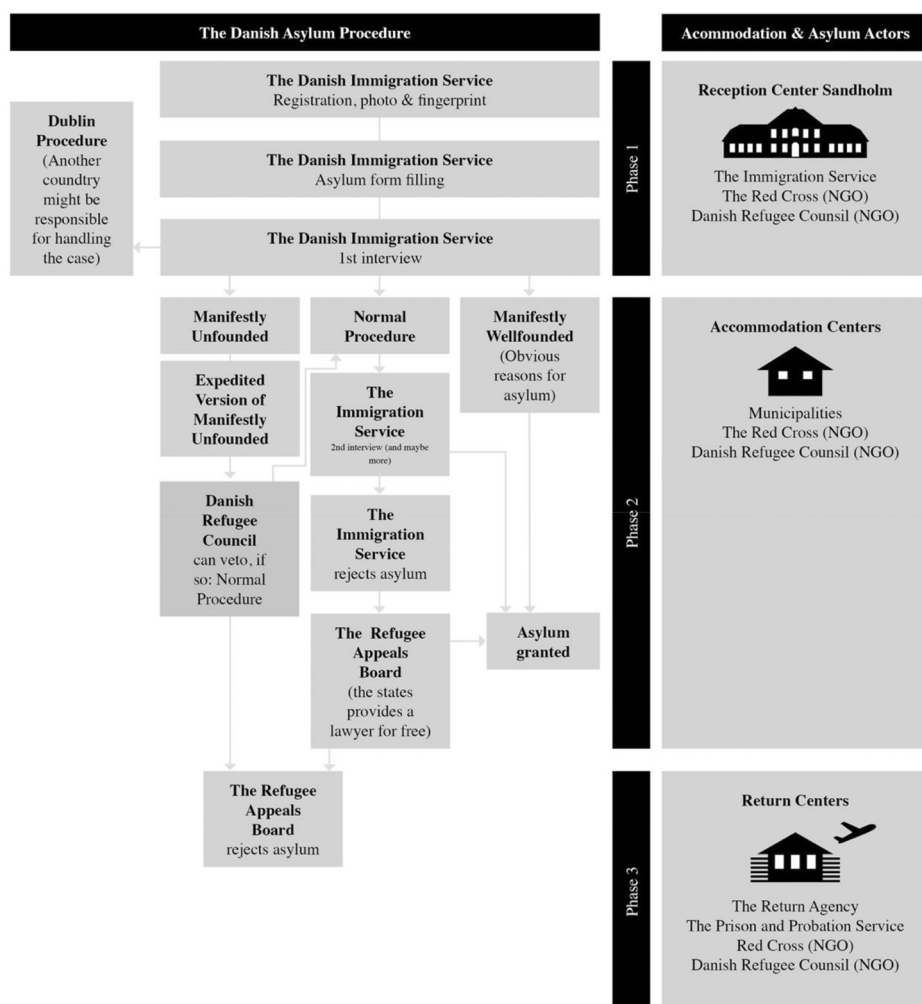 The Danish Asylum Procedure
The Danish Immigration Service
Registration, photo & fingerprint
Dublin
Procedure
(Another
coundtry
might be
responsible
for handling
the case)
The Danish Immigration Service
Asylum form filling
The Danish Immigration Service
1st interview
Manifestly
Unfounded
Normal
Procedure
Manifestly
Wellfounded
(Obvious
reasons for
asylum)
Expedited
Version of
Manifestly
Unfounded
The
Immigration
Service
2nd interview (and maybe
more)
Danish
Refugee
Council
can veto, if
so: Normal
Procedure
The
Immigration
Service
rejects asylum
The Refugee
Appeals
Board
(the states
provides a
lawyer for free)
Asylum
granted
The Refugee
Appeals
Board
rejects asylum
Phase 1
Phase 2
Phase 3
Acommodation & Asylum Actors
Reception Center Sandholm
The Immigration Service
The Red Cross (NGO)
Danish Refugee Counsil (NGO)
Accommodation Centers
Municipalities
The Red Cross (NGO)
Danish Refugee Counsil (NGO)
Return Centers
The Return Agency
The Prison and Probation Service
Red Cross (NGO)
Danish Refugee Counsil (NGO)